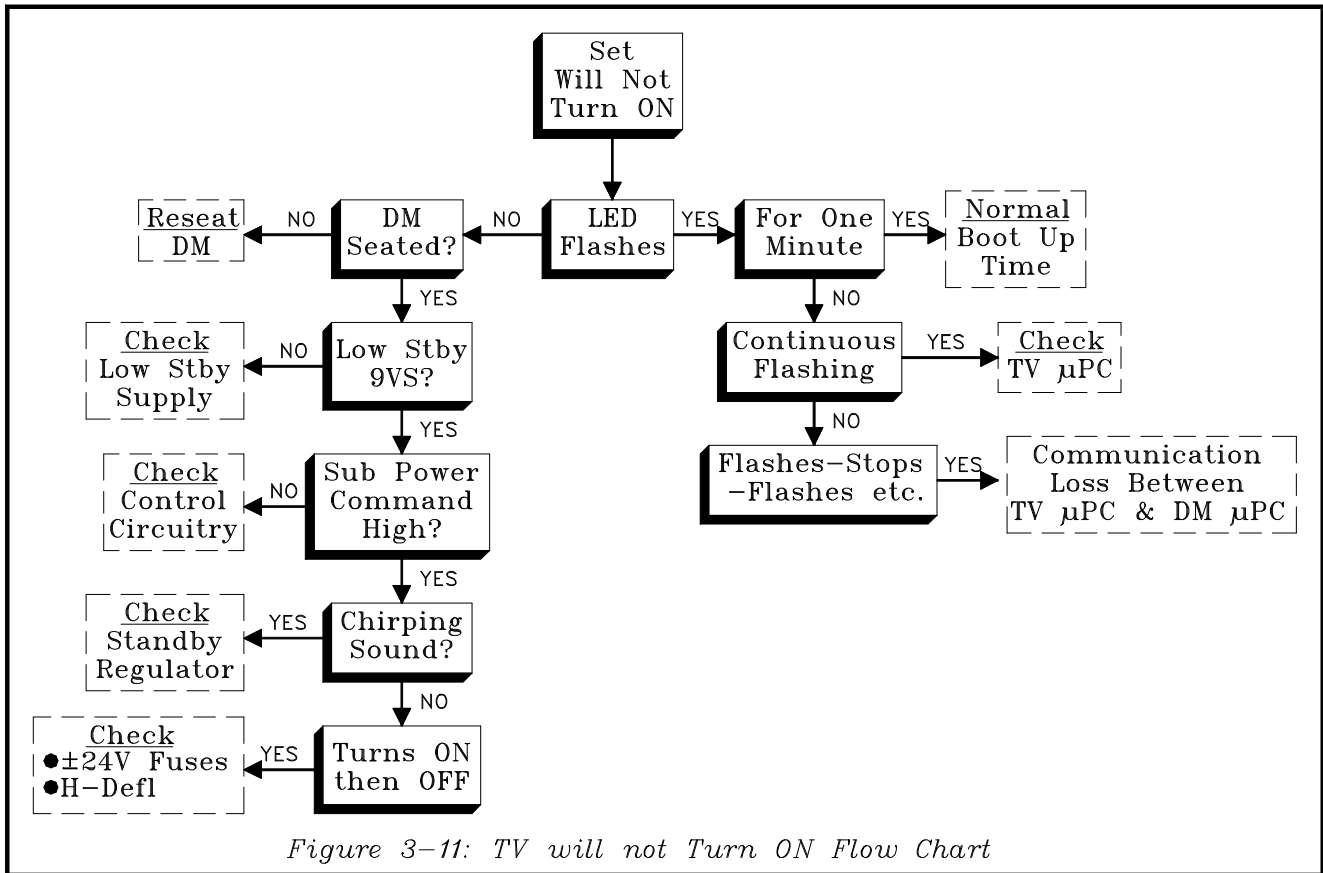 Set
Will Not
Turn ON
Reseat
DM
NO
DM
Seated?
NO
LED
Flashes
YES
For One
Minute
YES
Normal
Boot Up
Time
YES
NO
Check
Low Stby
Supply
NO
Low Stby
9VS?
Continuous
Flashing
YES
Check
TV µPC
YES
NO
Check
Control
Circuitry
NO
Sub Power
Command
High?
Flashes-Stops
-Flashes etc.
YES
Communication
Loss Between
TV µPC & DM µPC
YES
Check
Standby
Regulator
YES
Chirping
Sound?
NO
Check
●±24V Fuses
●H-Defl
YES
Turns ON
then OFF
Figure 3-11: TV will not Turn ON Flow Chart